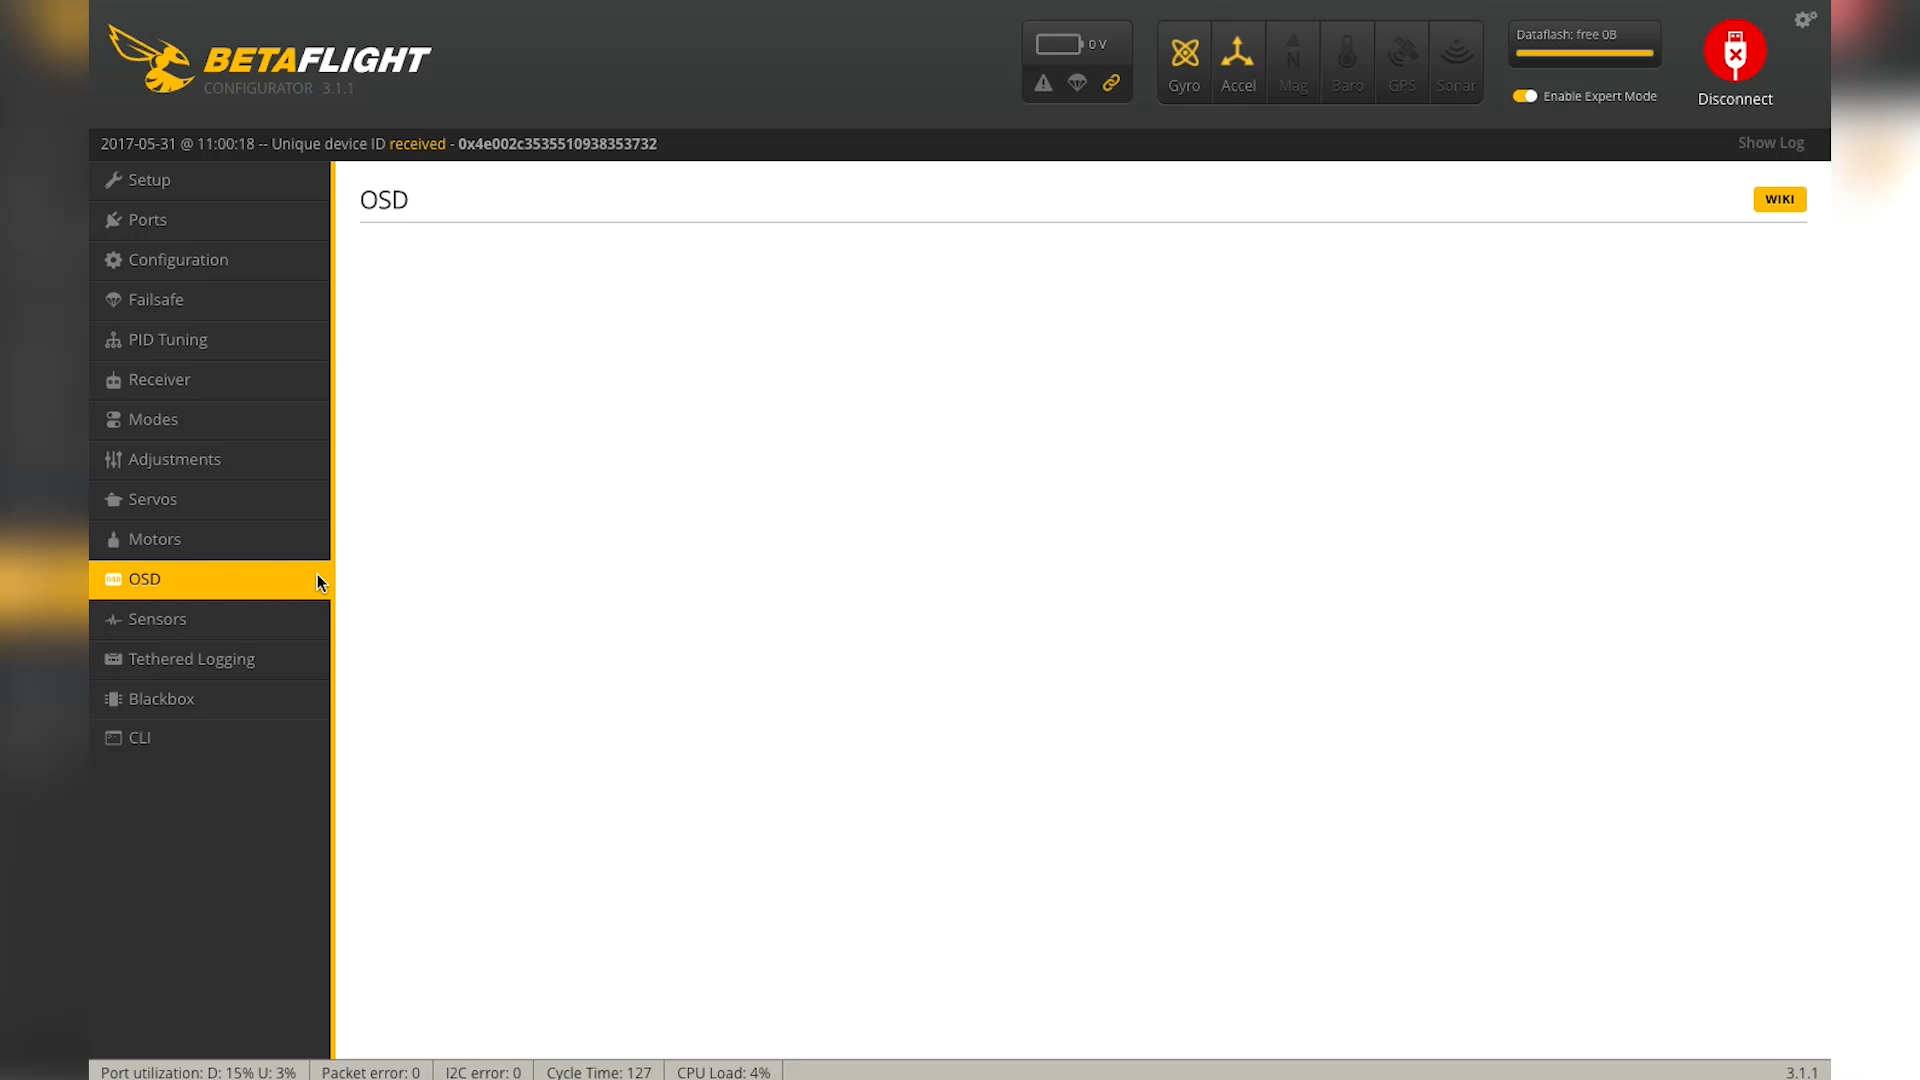 BETAFLIGHT
CONFIGURATOR 3.1.1
0 V
Gyro Accel Mag Baro GPS Sonar
Dataflash: free 0B
Enable Expert Mode
Disconnect
2017-05-31 @ 11:00:18 -- Unique device ID received - 0x4e002c3535510938353732
Show Log
Setup
Ports
Configuration
Failsafe
PID Tuning
Receiver
Modes
Adjustments
Servos
Motors
OSD
Sensors
Tethered Logging
Blackbox
CLI
OSD
WIKI
Port utilization: D: 15% U: 3% Packet error: 0 I2C error: 0 Cycle Time: 127 CPU Load: 4% 3.1.1